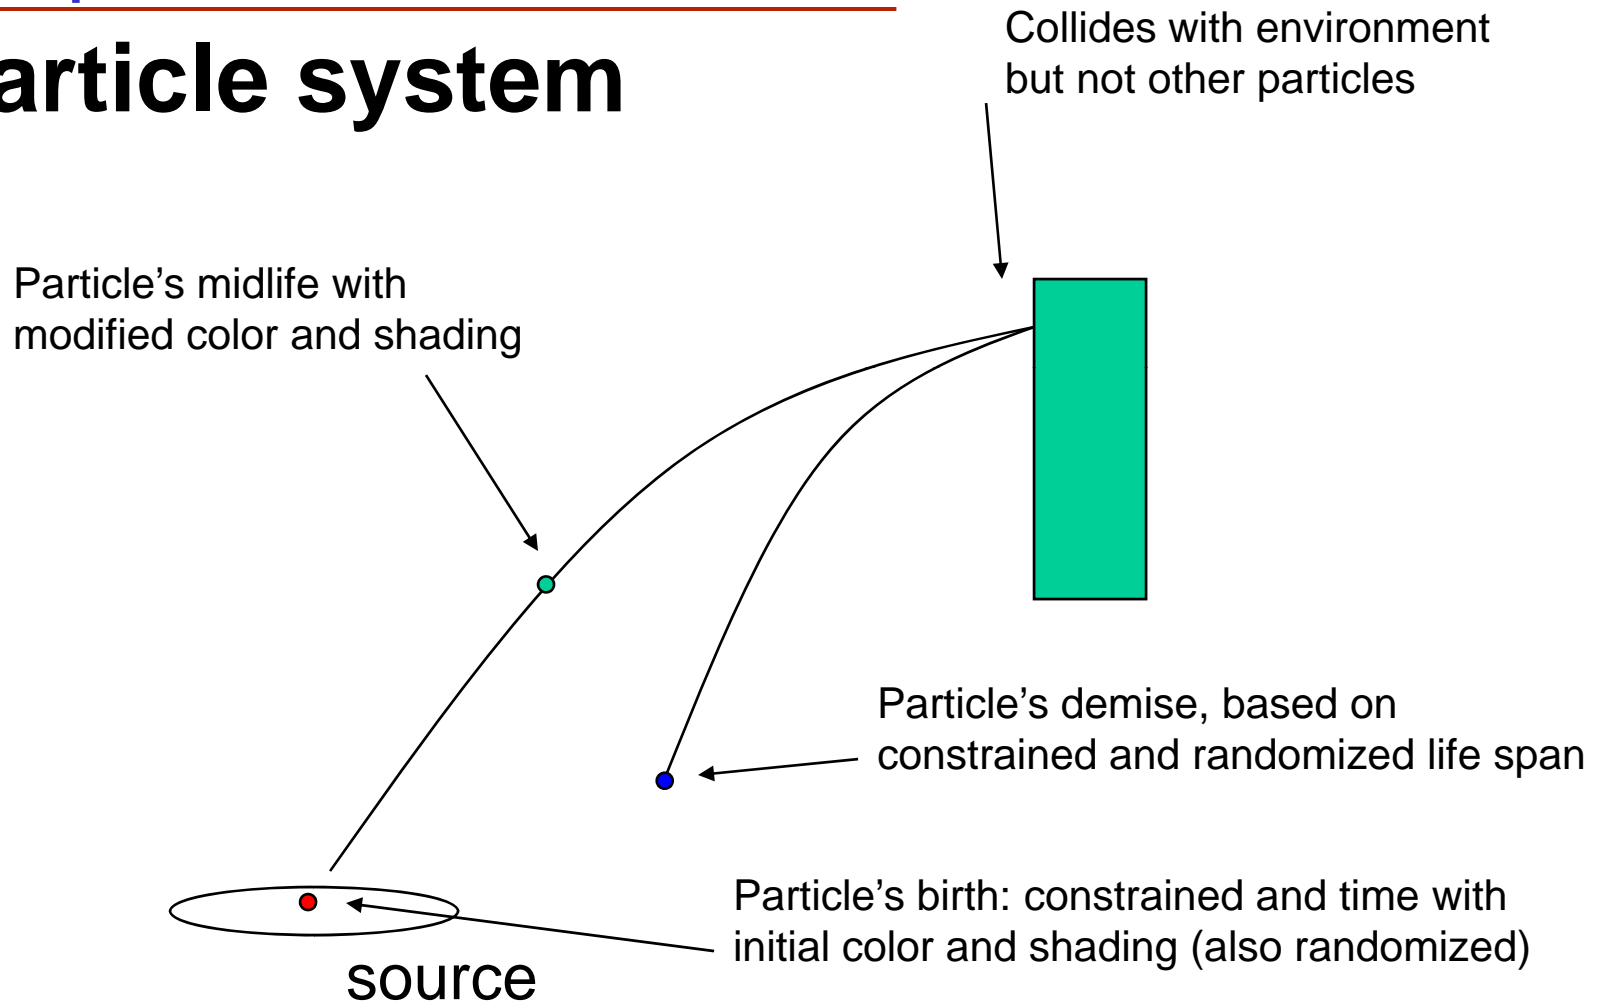 article system
Collides with environment
but not other particles
Particle’s midlife with
modified color and shading
Particle’s demise, based on
constrained and randomized life span
Particle’s birth: constrained and time with
initial color and shading (also randomized)
source